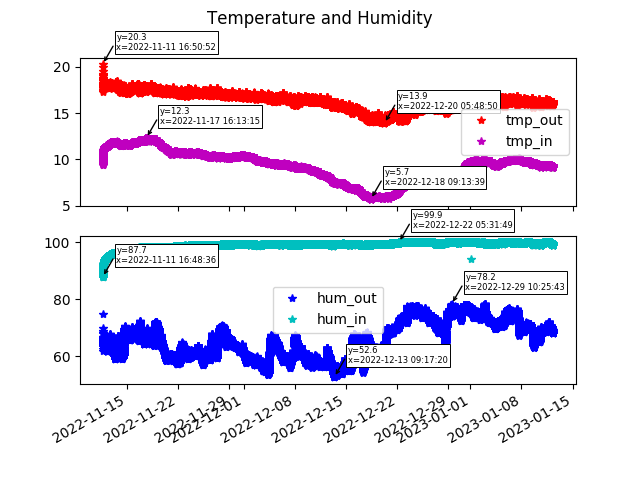 Temperature and Humidity
y=20.3
x=2022-11-11 16:50:52
20
15
10
5
y=13.9
x=2022-12-20 05:48:50
y=12.3
x=2022-11-17 16:13:15
tmp_out
tmp_in
y=5.7
x=2022-12-18 09:13:39
y=99.9
x=2022-12-22 05:31:49
100
80
60
y=87.7
x=2022-11-11 16:48:36
y=78.2
x=2022-12-29 10:25:43
hum_out
hum_in
y=52.6
x=2022-12-13 09:17:20
2022-11-15
2022-11-22
2022-11-29
2022-12-01
2022-12-08
2022-12-15
2022-12-22
2022-12-29
2023-01-01
2023-01-08
2023-01-15